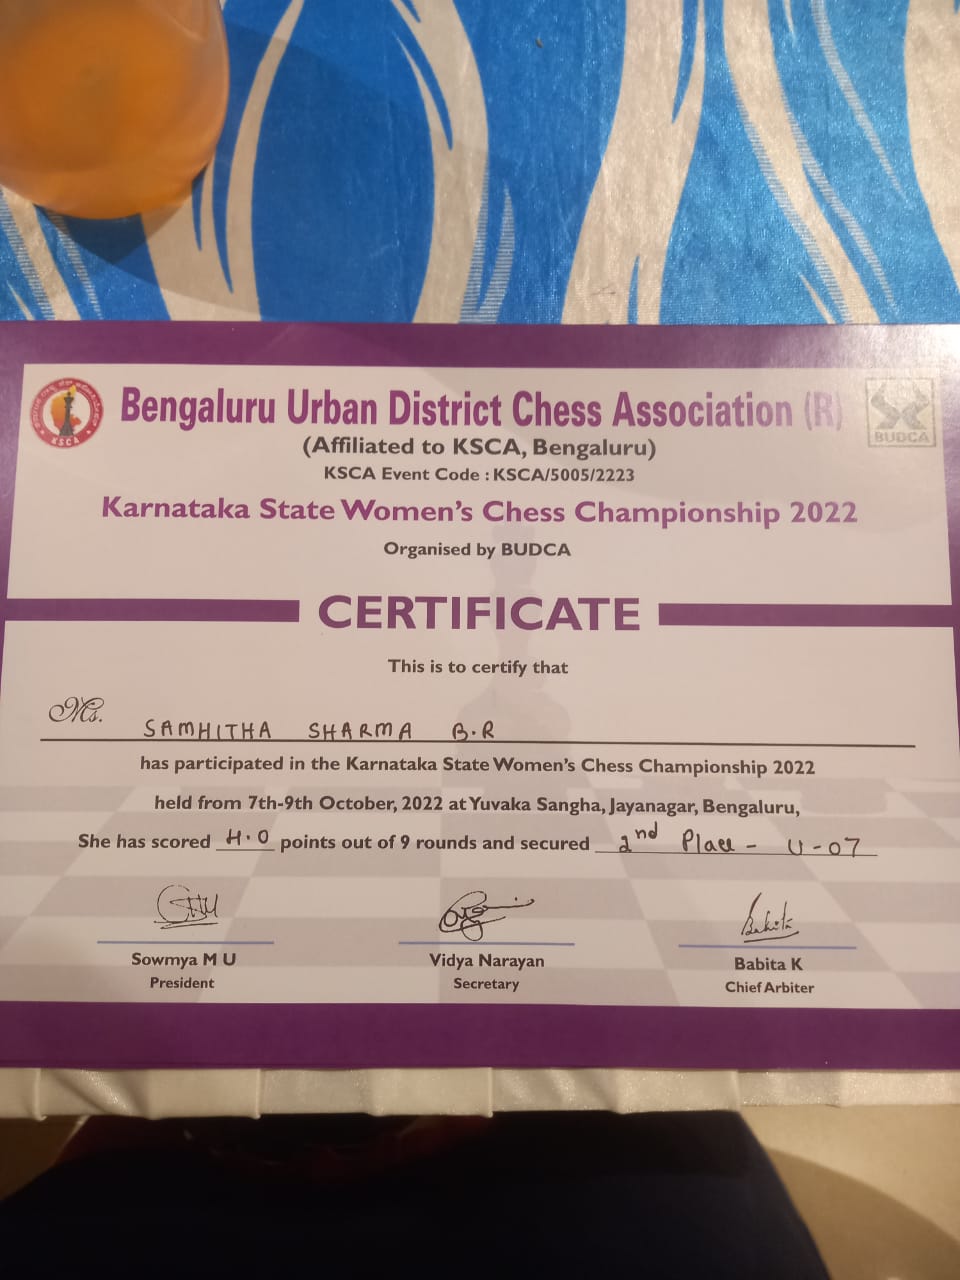 Bengaluru Urban District Chess Association (R)
(Affiliated to KSCA, Bengaluru)
KSCA Event Code : KSCA/5005/2223
Karnataka State Women's Chess Championship 2022
Organised by BUDCA
KSCA
BUDCA
CERTIFICATE
This is to certify that
Ms. SAMHITHA SHARMA B.R
has participated in the Karnataka State Women's Chess Championship 2022
held from 7th-9th October, 2022 at Yuvaka Sangha, Jayanagar, Bengaluru,
She has scored 4.0 points out of 9 rounds and secured 2nd Place - U-07
Babita
Sowmya M U
President
Vidya Narayan
Secretary
Babita K
Chief Arbiter